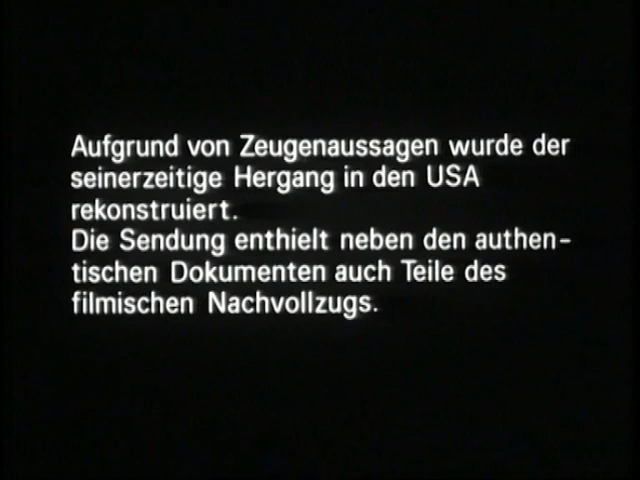 Aufgrund von Zeugenaussagen wurde der
seinerzeitige Hergang in den USA
rekonstruiert.
Die Sendung enthielt neben den authen-
tischen Dokumenten auch Teile des
filmischen Nachvollzugs.